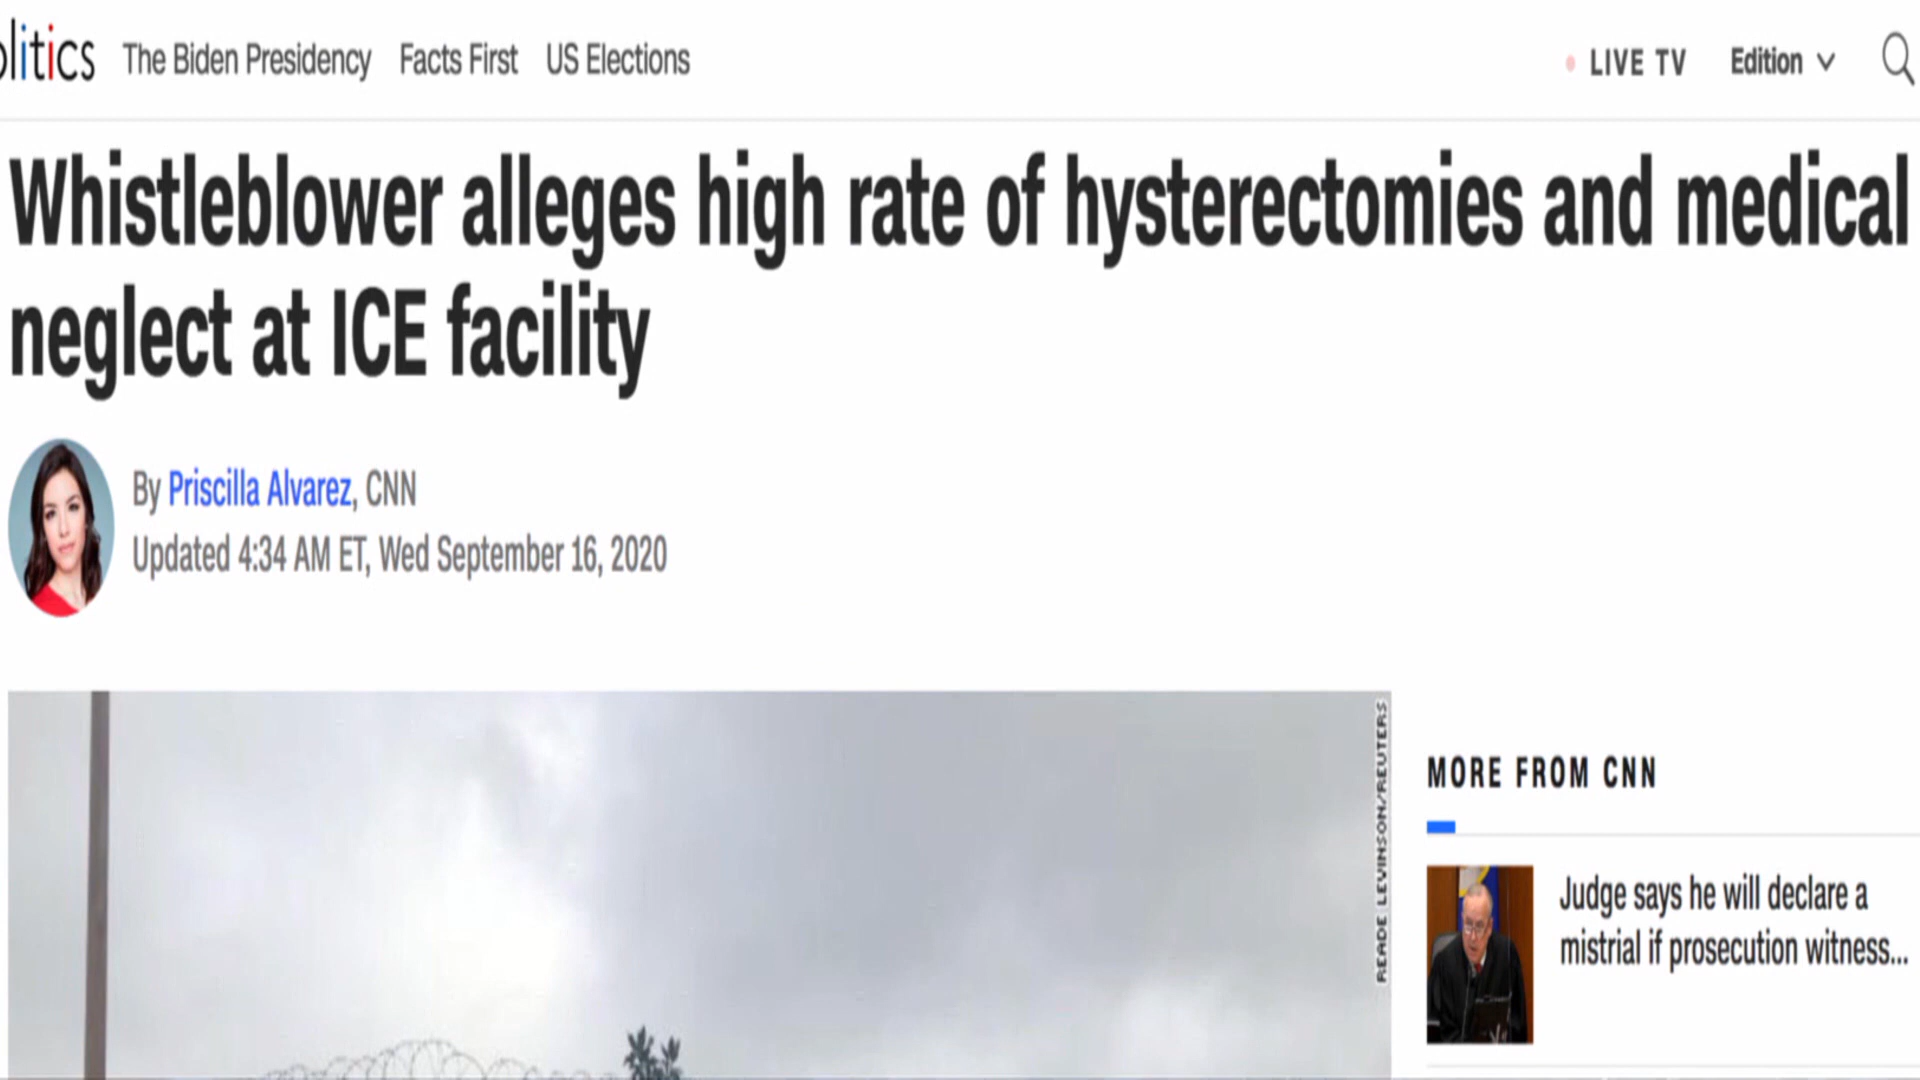 olitics The Biden Presidency Facts First US Elections LIVE TV Edition
Whistleblower alleges high rate of hysterectomies and medical
neglect at ICE facility
By Priscilla Alvarez, CNN
Updated 4:34 AM ET, Wed September 16, 2020
READE LEVINSON/REUTERS
MORE FROM CNN
Judge says he will declare a
mistrial if prosecution witness...